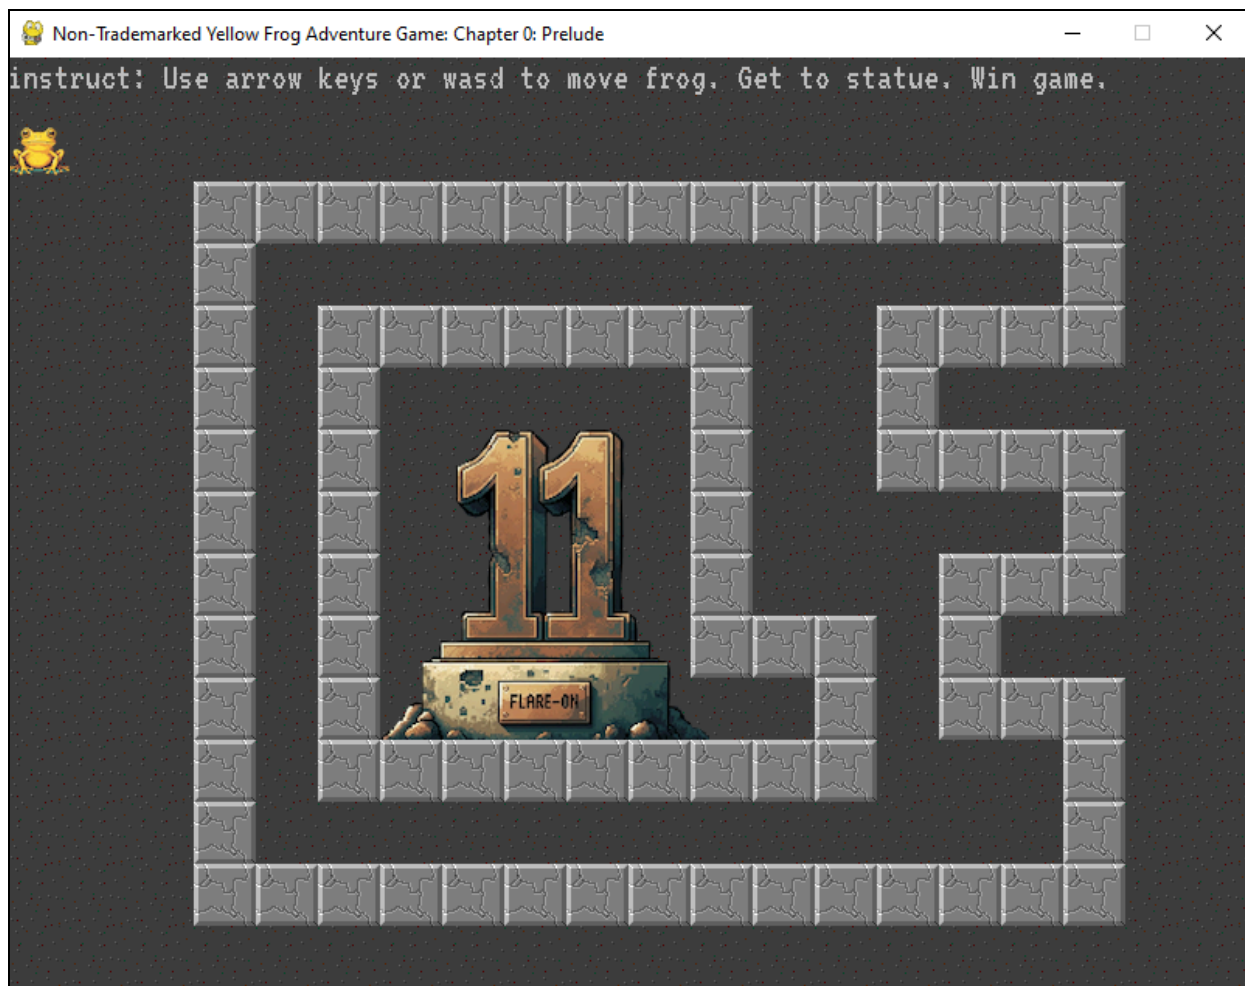 Non-Trademarked Yellow Frog Adventure Game: Chapter 0: Prelude
instruct: Use arrow keys or wasd to move frog. Get to statue. Win game.
11
FLARE-ON